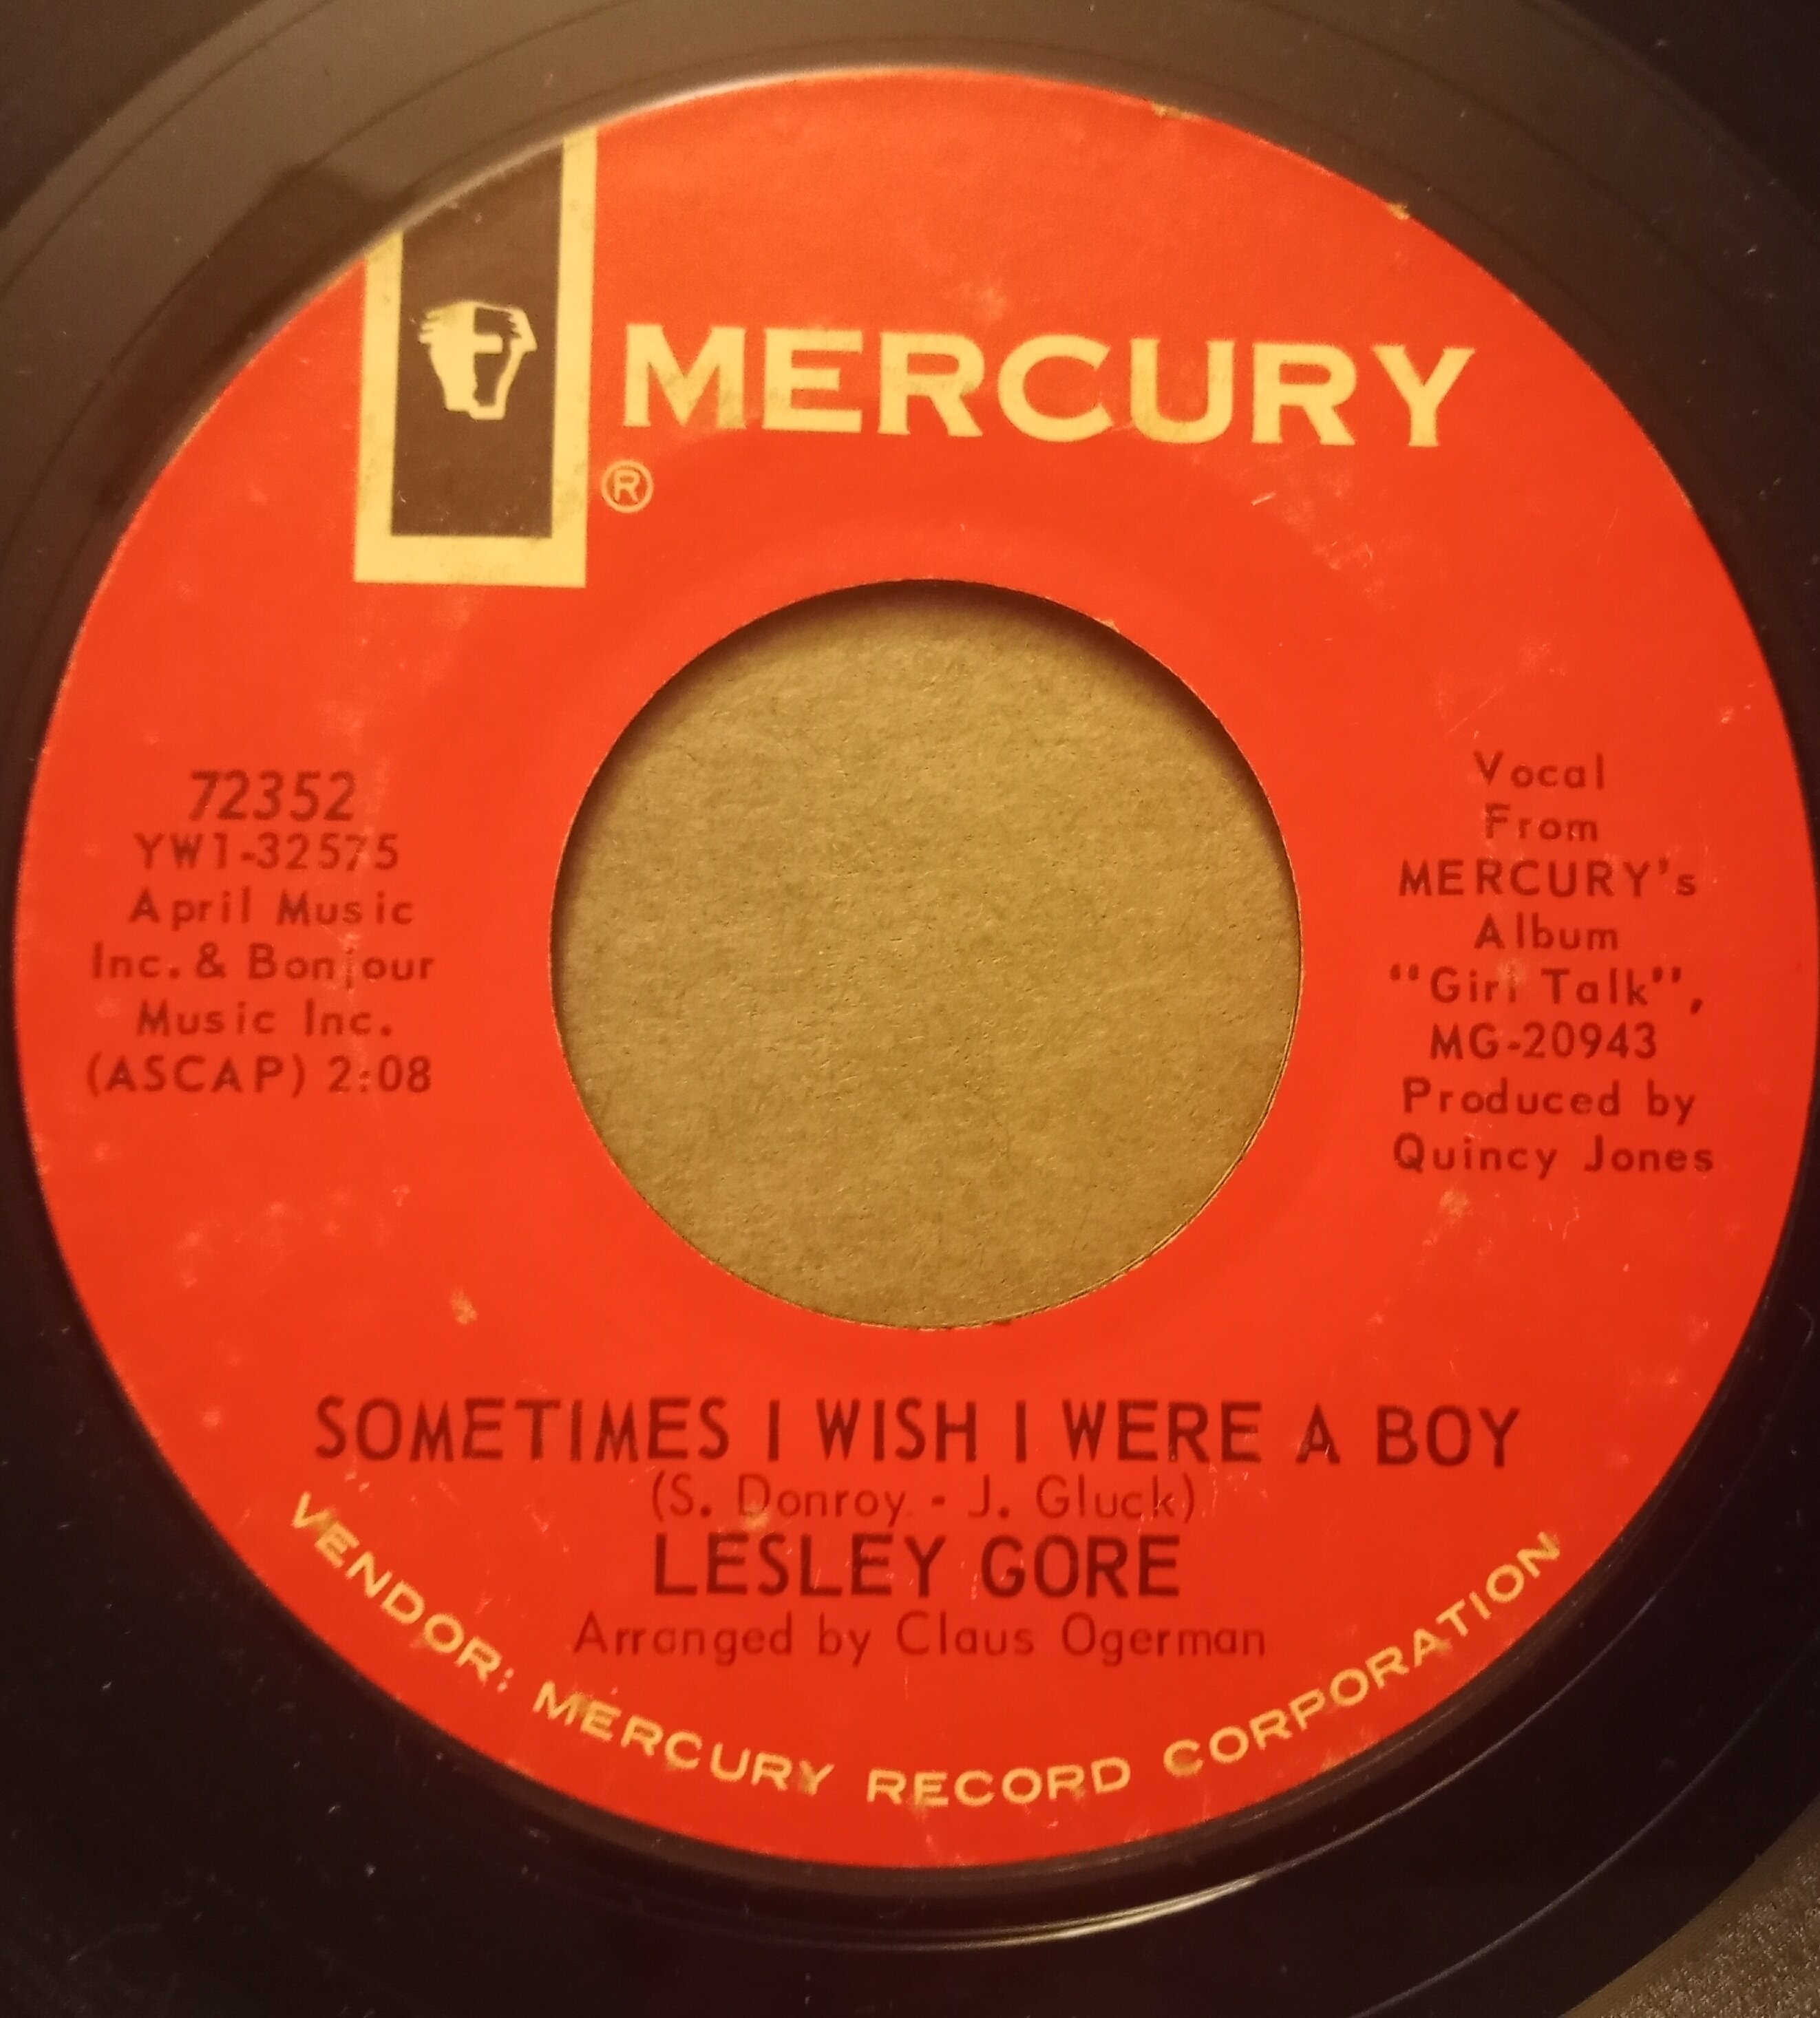 MERCURY
®
72352
YW1-32575
April Music
Inc. & Bonjour
Music Inc.
(ASCAP) 2:08
Vocal
From
MERCURY's
Album
"Girl Talk",
MG-20943
Produced by
Quincy Jones
SOMETIMES I WISH I WERE A BOY
(S. Donroy - J. Gluck)
LESLEY GORE
Arranged by Claus Ogerman
VENDOR: MERCURY RECORD CORPORATION